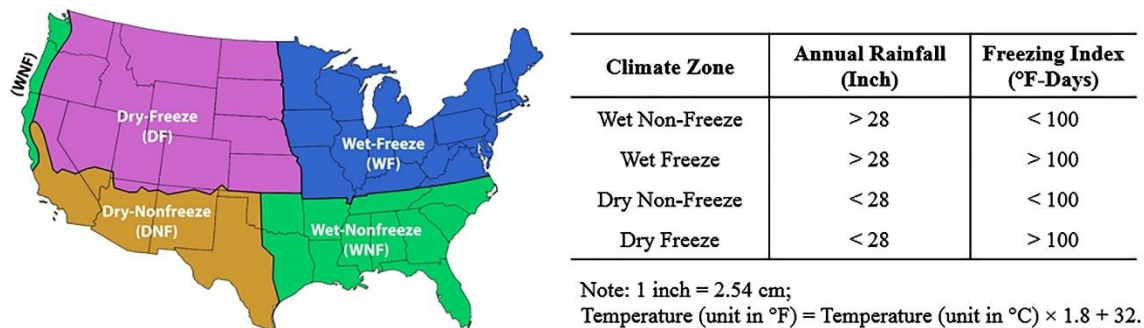 (WNF)
Dry-Freeze
(DF)
Wet-Freeze
(WF)
Dry-Nonfreeze
(DNF)
Wet-Nonfreeze
(WNF)
Climate Zone Annual Rainfall (Inch) Freezing Index (°F-Days)
Wet Non-Freeze > 28 < 100
Wet Freeze > 28 > 100
Dry Non-Freeze < 28 < 100
Dry Freeze < 28 > 100
Note: 1 inch = 2.54 cm;
Temperature (unit in °F) = Temperature (unit in °C) × 1.8 + 32.